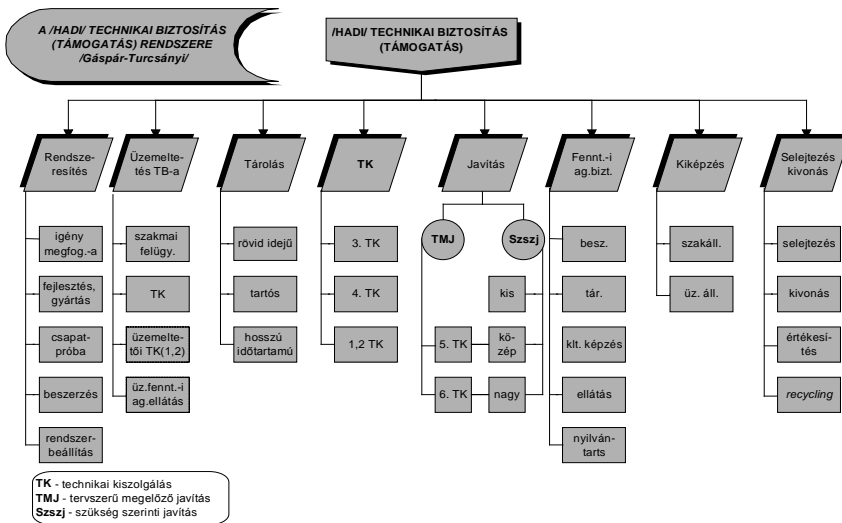 A /HADI/ TECHNIKAI BIZTOSÍTÁS
(TÁMOGATÁS) RENDSZERE
/Gáspár-Turcsányi/
/HADI/ TECHNIKAI BIZTOSÍTÁS
(TÁMOGATÁS)
Rendsze-
resítés
Üzemelte-
tés TB-a
Tárolás
TK
Javítás
Fennt.-i
ag.bizt.
Kiképzés
Selejtezés
kivonás
TMJ
Szszj
igény
megfog.-a
fejlesztés,
gyártás
csapat-
próba
beszerzés
rendszer-
beállítás
szakmai
felügy.
TK
üzemelte-
tői TK(1,2)
üz.fennt.-i
ag.ellátás
rövid idejű
tartós
hosszú
időtartamú
3. TK
4. TK
1,2 TK
5. TK
6. TK
kis
kö-
zép
nagy
besz.
tár.
klt. képzés
ellátás
nyilván-
tarts
szakáll.
üz. áll.
selejtezés
kivonás
értékesí-
tés
recycling
TK - technikai kiszolgálás
TMJ - tervszerű megelőző javítás
Szszj - szükség szerinti javítás